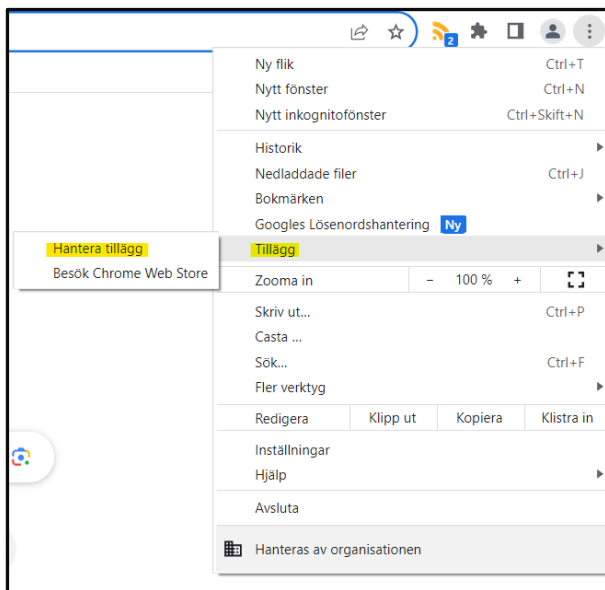 2
Ny flik Ctrl+T
Nytt fönster Ctrl+N
Nytt inkognitofönster Ctrl+Skift+N
Historik
Nedladdade filer Ctrl+J
Bokmärken
Googles Lösenordshantering Ny
Tillägg
Hantera tillägg
Besök Chrome Web Store
Zooma in - 100 % +
Skriv ut... Ctrl+P
Casta ...
Sök... Ctrl+F
Fler verktyg
Redigera Klipp ut Kopiera Klistra in
Inställningar
Hjälp
Avsluta
Hanteras av organisationen